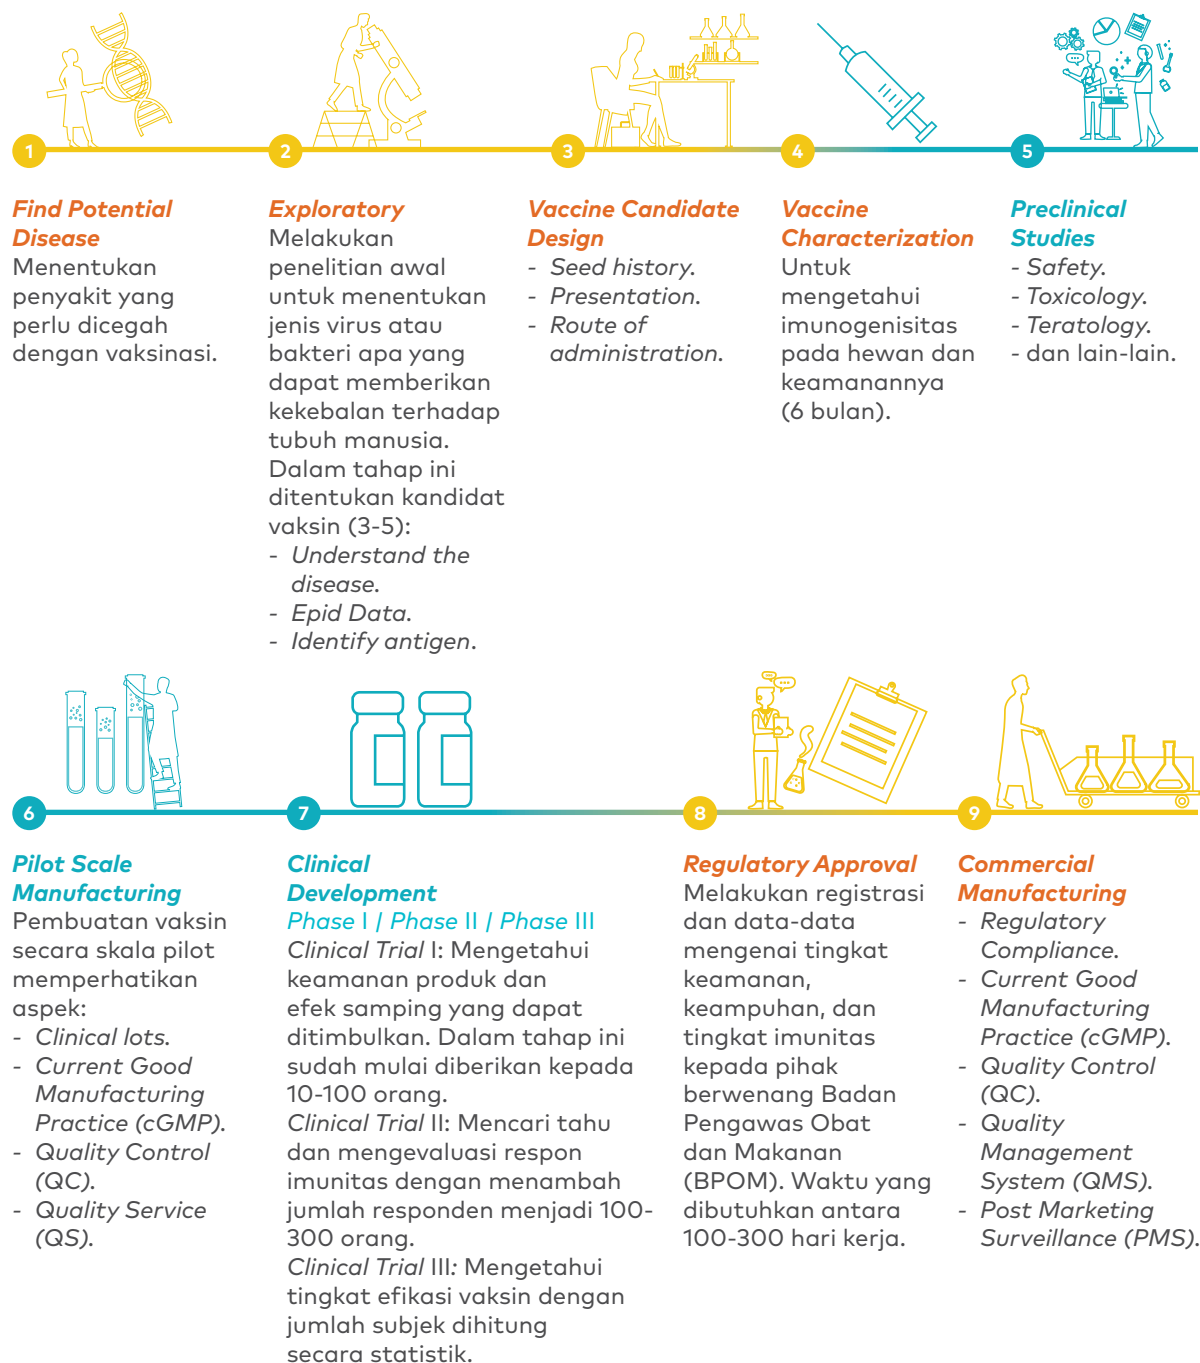 1
2
3
4
5
Find Potential
Disease
Menentukan
penyakit yang
perlu dicegah
dengan vaksinasi.
Exploratory
Melakukan
penelitian awal
untuk menentukan
jenis virus atau
bakteri apa yang
dapat memberikan
kekebalan terhadap
tubuh manusia.
Dalam tahap ini
ditentukan kandidat
vaksin (3-5):
- Understand the
disease.
- Epid Data.
- Identify antigen.
Vaccine Candidate
Design
- Seed history.
- Presentation.
- Route of
administration.
Vaccine
Characterization
Untuk
mengetahui
imunogenisitas
pada hewan dan
keamanannya
(6 bulan).
Preclinical
Studies
- Safety.
- Toxicology.
- Teratology.
- dan lain-lain.
6
7
8
9
Pilot Scale
Manufacturing
Pembuatan vaksin
secara skala pilot
memperhatikan
aspek:
- Clinical lots.
- Current Good
Manufacturing
Practice (cGMP).
- Quality Control
(QC).
- Quality Service
(QS).
Clinical
Development
Phase I / Phase II / Phase III
Clinical Trial I: Mengetahui
keamanan produk dan
efek samping yang dapat
ditimbulkan. Dalam tahap ini
sudah mulai diberikan kepada
10-100 orang.
Clinical Trial II: Mencari tahu
dan mengevaluasi respon
imunitas dengan menambah
jumlah responden menjadi 100-
300 orang.
Clinical Trial III: Mengetahui
tingkat efikasi vaksin dengan
jumlah subjek dihitung
secara statistik.
Regulatory Approval
Melakukan registrasi
dan data-data
mengenai tingkat
keamanan,
keampuhan, dan
tingkat imunitas
kepada pihak
berwenang Badan
Pengawas Obat
dan Makanan
(BPOM). Waktu yang
dibutuhkan antara
100-300 hari kerja.
Commercial
Manufacturing
- Regulatory
Compliance.
- Current Good
Manufacturing
Practice (cGMP).
- Quality Control
(QC).
- Quality
Management
System (QMS).
- Post Marketing
Surveillance (PMS).